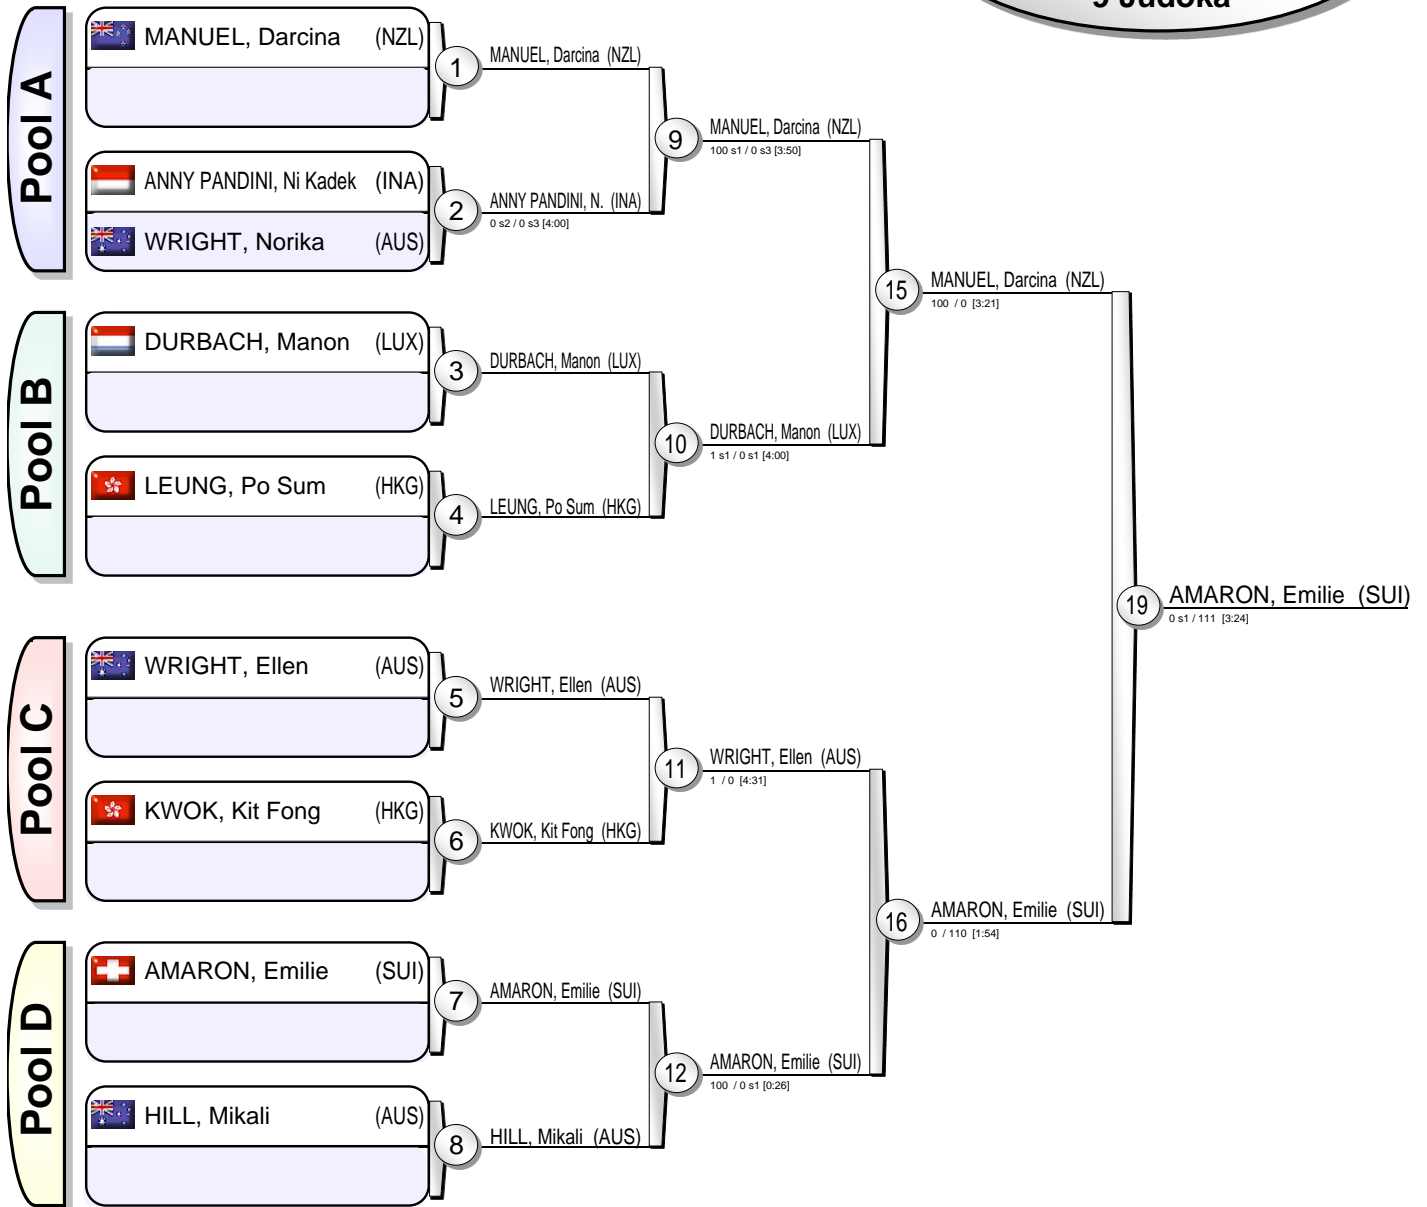 9 Judoka
Pool A
MANUEL, Darcina (NZL)
ANNY PANDINI, Ni Kadek (INA)
WRIGHT, Norika (AUS)
1
MANUEL, Darcina (NZL)
2
ANNY PANDINI, N. (INA)
0 s2 / 0 s3 [4:00]
9
MANUEL, Darcina (NZL)
100 s1 / 0 s3 [3:50]
Pool B
DURBACH, Manon (LUX)
LEUNG, Po Sum (HKG)
3
DURBACH, Manon (LUX)
4
LEUNG, Po Sum (HKG)
10
DURBACH, Manon (LUX)
1 s1 / 0 s1 [4:00]
15
MANUEL, Darcina (NZL)
100 / 0 [3:21]
Pool C
WRIGHT, Ellen (AUS)
KWOK, Kit Fong (HKG)
5
WRIGHT, Ellen (AUS)
6
KWOK, Kit Fong (HKG)
11
WRIGHT, Ellen (AUS)
1 / 0 [4:31]
Pool D
AMARON, Emilie (SUI)
HILL, Mikali (AUS)
7
AMARON, Emilie (SUI)
8
HILL, Mikali (AUS)
12
AMARON, Emilie (SUI)
100 / 0 s1 [0:26]
16
AMARON, Emilie (SUI)
0 / 110 [1:54]
19
AMARON, Emilie (SUI)
0 s1 / 111 [3:24]